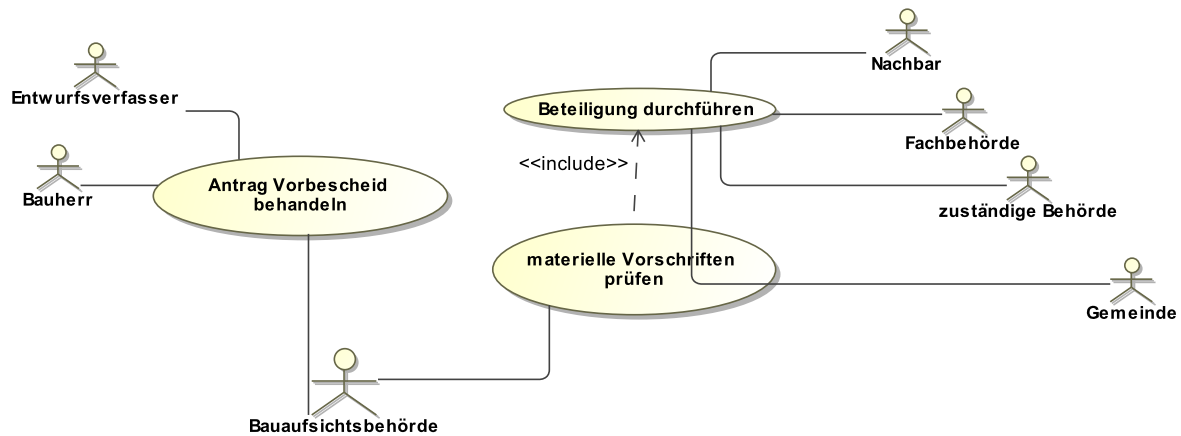 Nachbar
Entwurfsverfasser
Beteiligung durchführen
Fachbehörde
<<include>>
Bauherr
Antrag Vorbescheid
behandeln
zuständige Behörde
materielle Vorschriften
prüfen
Gemeinde
Bauaufsichtsbehörde